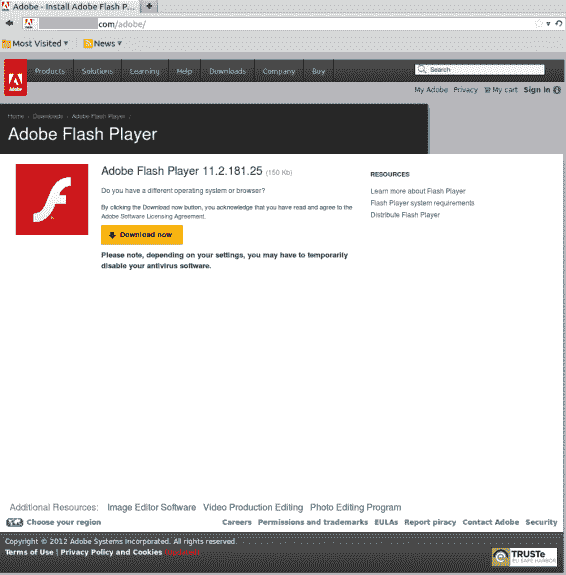 Adobe - Install Adobe Flash P...
com/adobe/
Most Visited
News
Products Solutions Learning Help Downloads Company Buy
Search
My Adobe Privacy My cart Sign in
Home Downloads Adobe Flash Player
Adobe Flash Player
Adobe Flash Player 11.2.181.25 (150 Kb)
Do you have a different operating system or browser?
By clicking the Download now button, you acknowledge that you have read and agree to the
Adobe Software Licensing Agreement.
Download now
Please note, depending on your settings, you may have to temporarily
disable your antivirus software.
RESOURCES
Learn more about Flash Player
Flash Player system requirements
Distribute Flash Player
Additional Resources: Image Editor Software Video Production Editing Photo Editing Program
Choose your region Careers Permissions and trademarks EULAs Report piracy Contact Adobe Security
Copyright © 2012 Adobe Systems Incorporated. All rights reserved.
Terms of Use | Privacy Policy and Cookies
TRUSTe
EU SAFE HARBOR